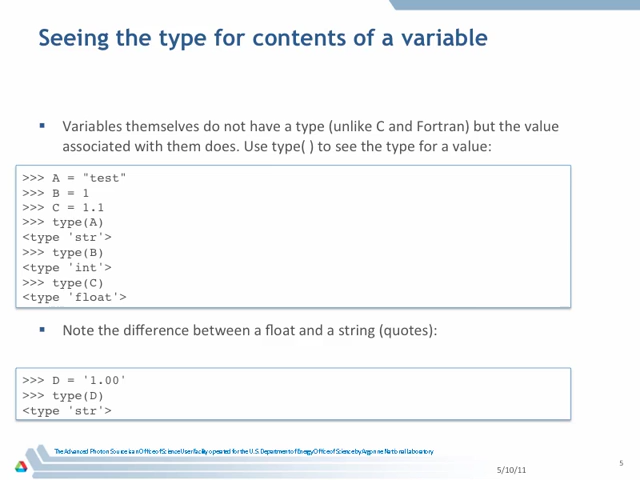 Seeing the type for contents of a variable
▪ Variables themselves do not have a type (unlike C and Fortran) but the value
associated with them does. Use type( ) to see the type for a value:
>>> A = "test"
>>> B = 1
>>> C = 1.1
>>> type(A)
<type 'str'>
>>> type(B)
<type 'int'>
>>> type(C)
<type 'float'>
▪ Note the difference between a float and a string (quotes):
>>> D = '1.00'
>>> type(D)
<type 'str'>
The Advanced Photon Source is an Office of Science User Facility operated for the U.S. Department of Energy Office of Science by Argonne National Laboratory
5/10/11
5